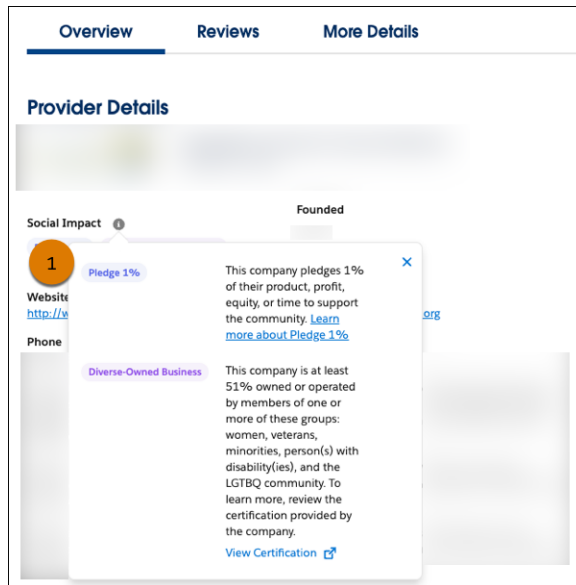 Overview Reviews More Details
Provider Details
Social Impact
Founded
1
Pledge 1%
This company pledges 1%
of their product, profit,
equity, or time to support
the community. Learn
more about Pledge 1%
Website
http://w
org
Phone
Diverse-Owned Business
This company is at least
51% owned or operated
by members of one or
more of these groups:
women, veterans,
minorities, person(s) with
disability(ies), and the
LGTBQ community. To
learn more, review the
certification provided by
the company.
View Certification